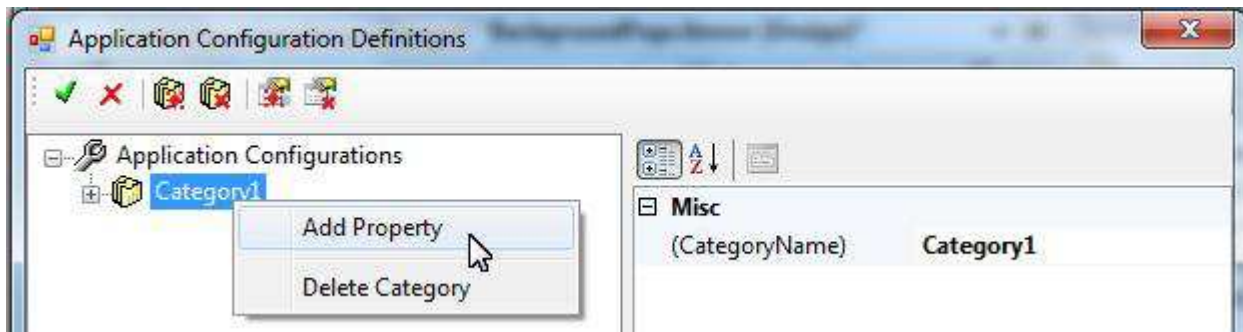 Application Configuration Definitions
Application Configurations
Category1
Add Property
Delete Category
Misc
(CategoryName) Category1